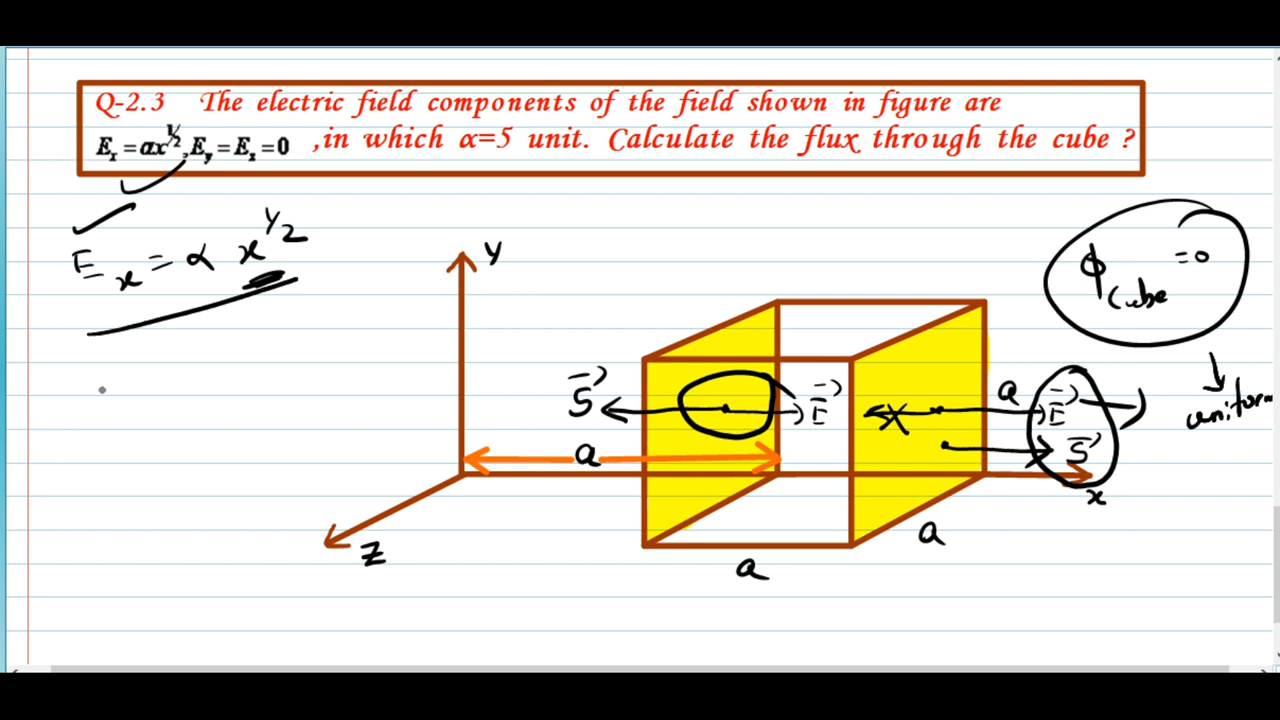 Q-2.3 The electric field components of the field shown in figure are
Eₓ = αx^½, Eᵧ = E_z = 0 ,in which α=5 unit. Calculate the flux through the cube ?
Eₓ = α x^1/2
ϕ cube = 0
uniform
y
S⃗
E⃗
a
E⃗
S⃗
a
x
z
a
a